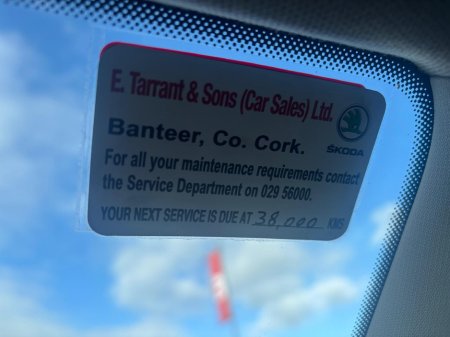 E. Tarrant & Sons (Car Sales) Ltd.
Banteer, Co. Cork.
ŠKODA
For all your maintenance requirements contact
the Service Department on 029 56000.
YOUR NEXT SERVICE IS DUE AT 38,000 KMS